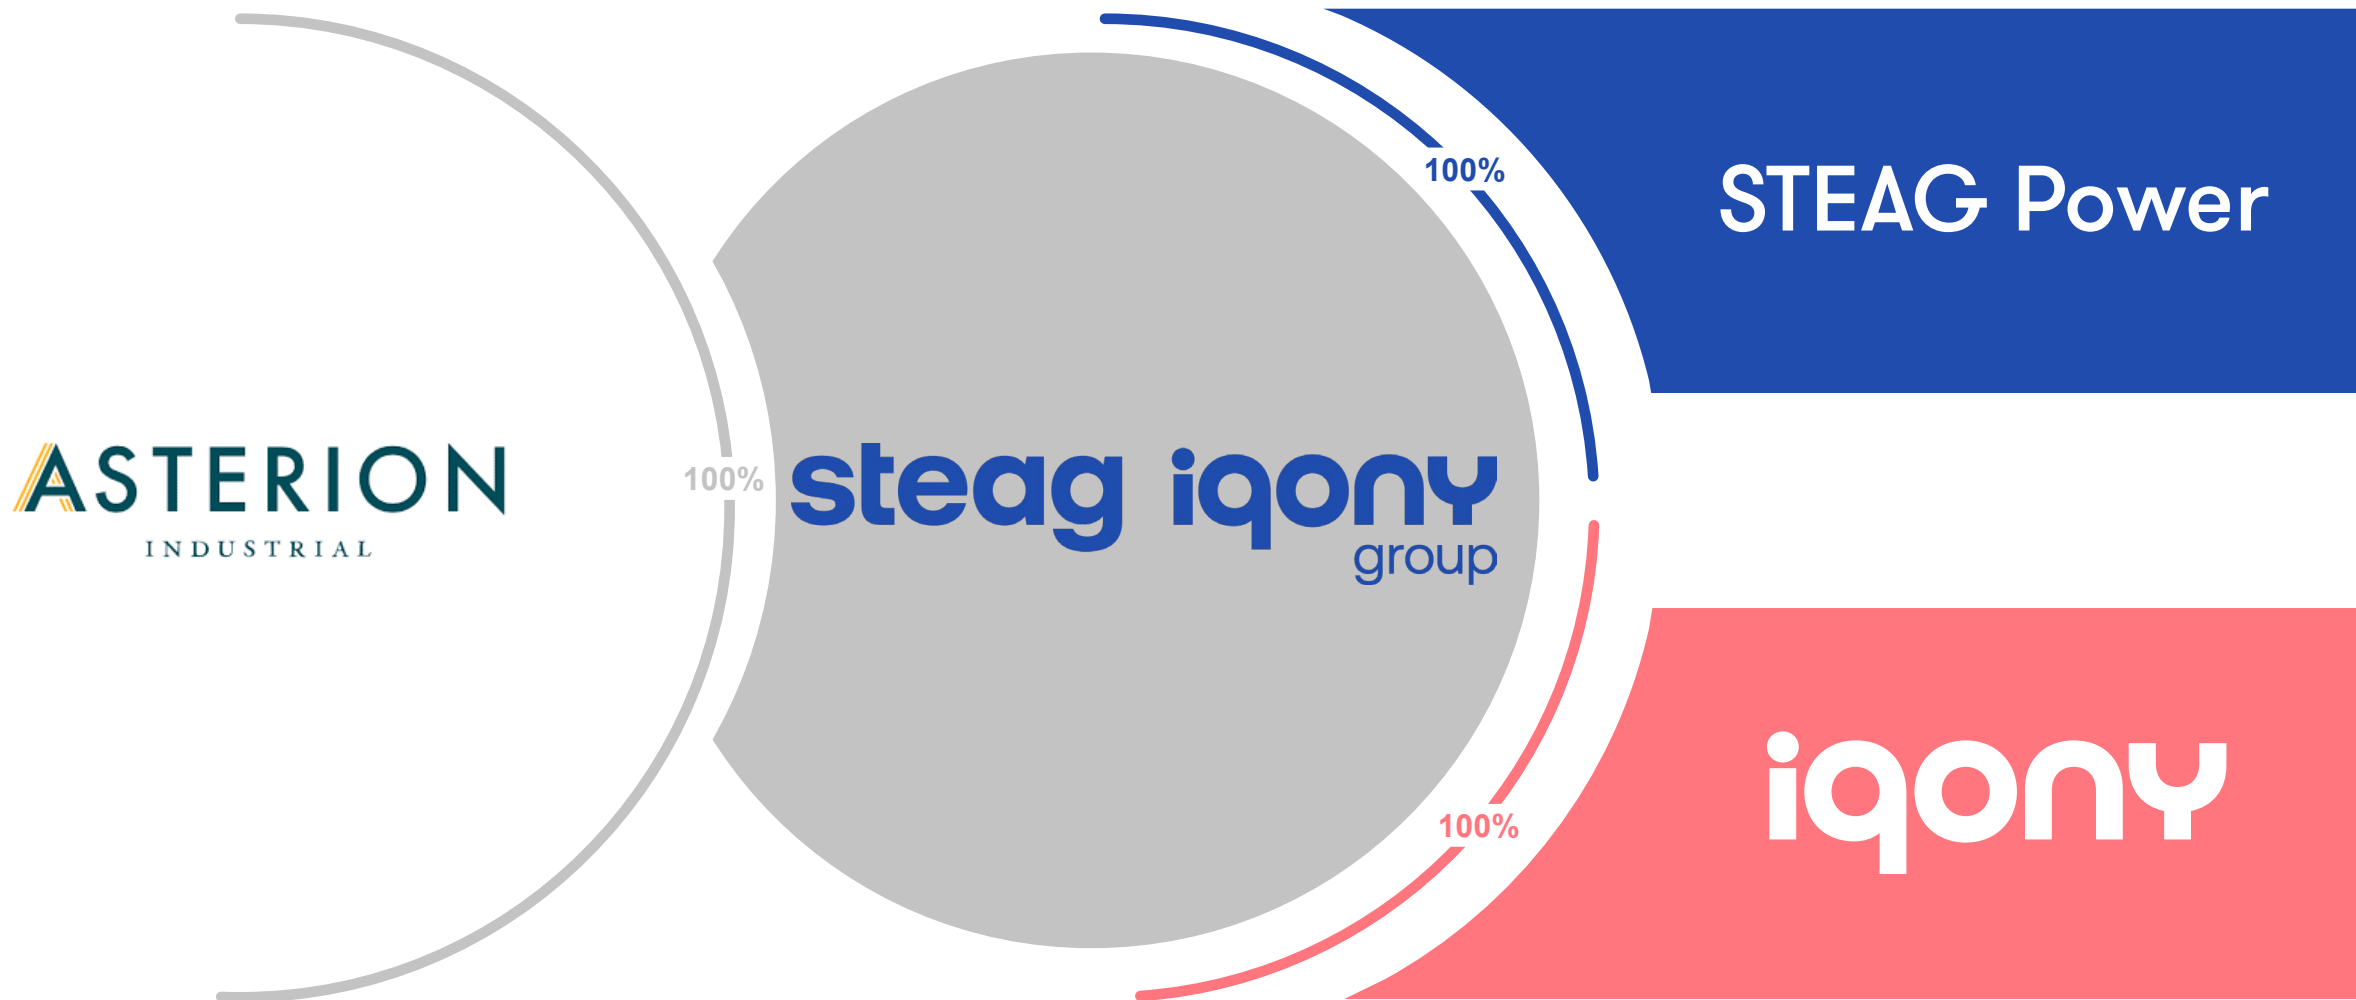 ASTERION
INDUSTRIAL
100%
steag iqony
group
100%
STEAG Power
100%
iqony